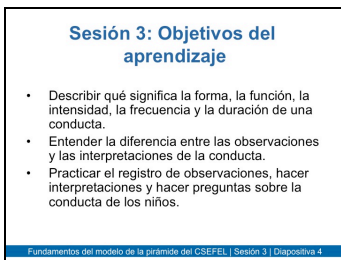 Sesión 3: Objetivos del
aprendizaje
• Describir qué significa la forma, la función, la
intensidad, la frecuencia y la duración de una
conducta.
• Entender la diferencia entre las observaciones
y las interpretaciones de la conducta.
• Practicar el registro de observaciones, hacer
interpretaciones y hacer preguntas sobre la
conducta de los niños.
Fundamentos del modelo de la pirámide del CSEFEL | Sesión 3 | Diapositiva 4